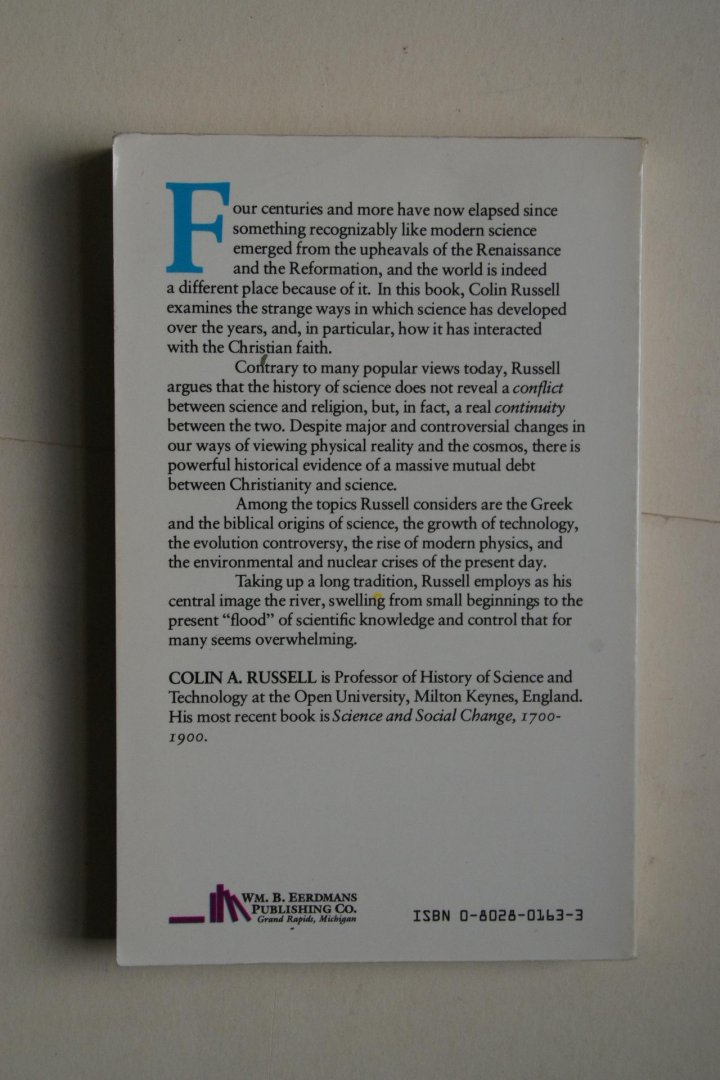 Four centuries and more have now elapsed since
something recognizably like modern science
emerged from the upheavals of the Renaissance
and the Reformation, and the world is indeed
a different place because of it. In this book, Colin Russell
examines the strange ways in which science has developed
over the years, and, in particular, how it has interacted
with the Christian faith.
Contrary to many popular views today, Russell
argues that the history of science does not reveal a conflict
between science and religion, but, in fact, a real continuity
between the two. Despite major and controversial changes in
our ways of viewing physical reality and the cosmos, there is
powerful historical evidence of a massive mutual debt
between Christianity and science.
Among the topics Russell considers are the Greek
and the biblical origins of science, the growth of technology,
the evolution controversy, the rise of modern physics, and
the environmental and nuclear crises of the present day.
Taking up a long tradition, Russell employs as his
central image the river, swelling from small beginnings to the
present “flood” of scientific knowledge and control that for
many seems overwhelming.
COLIN A. RUSSELL is Professor of History of Science and
Technology at the Open University, Milton Keynes, England.
His most recent book is Science and Social Change, 1700-
1900.
WM. B. EERDMANS
PUBLISHING CO.
Grand Rapids, Michigan
ISBN 0-8028-0163-3